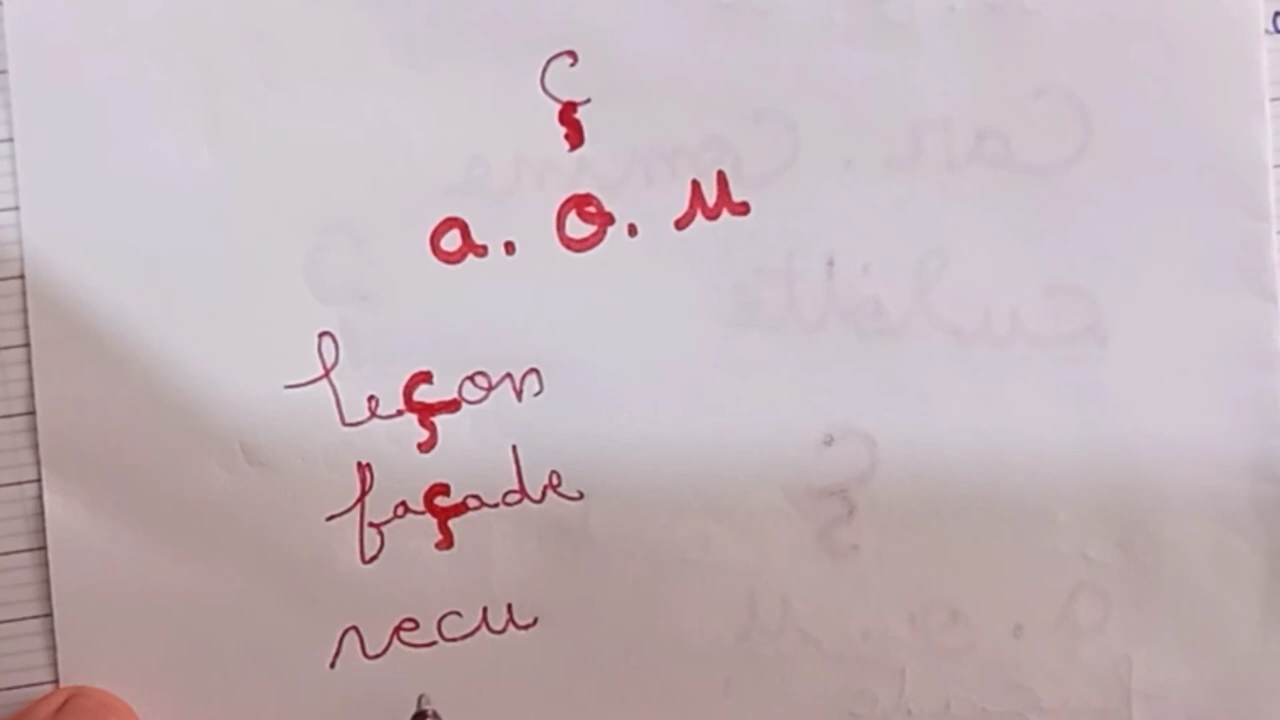 ç
a. o. u
leçon
façade
recu